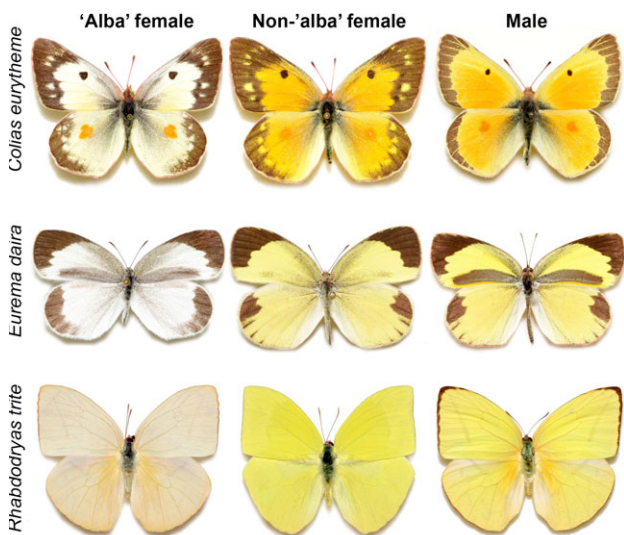 'Alba' female
Non-'alba' female
Male
Colias eurytheme
Eurema daira
Rhabdodryas trite